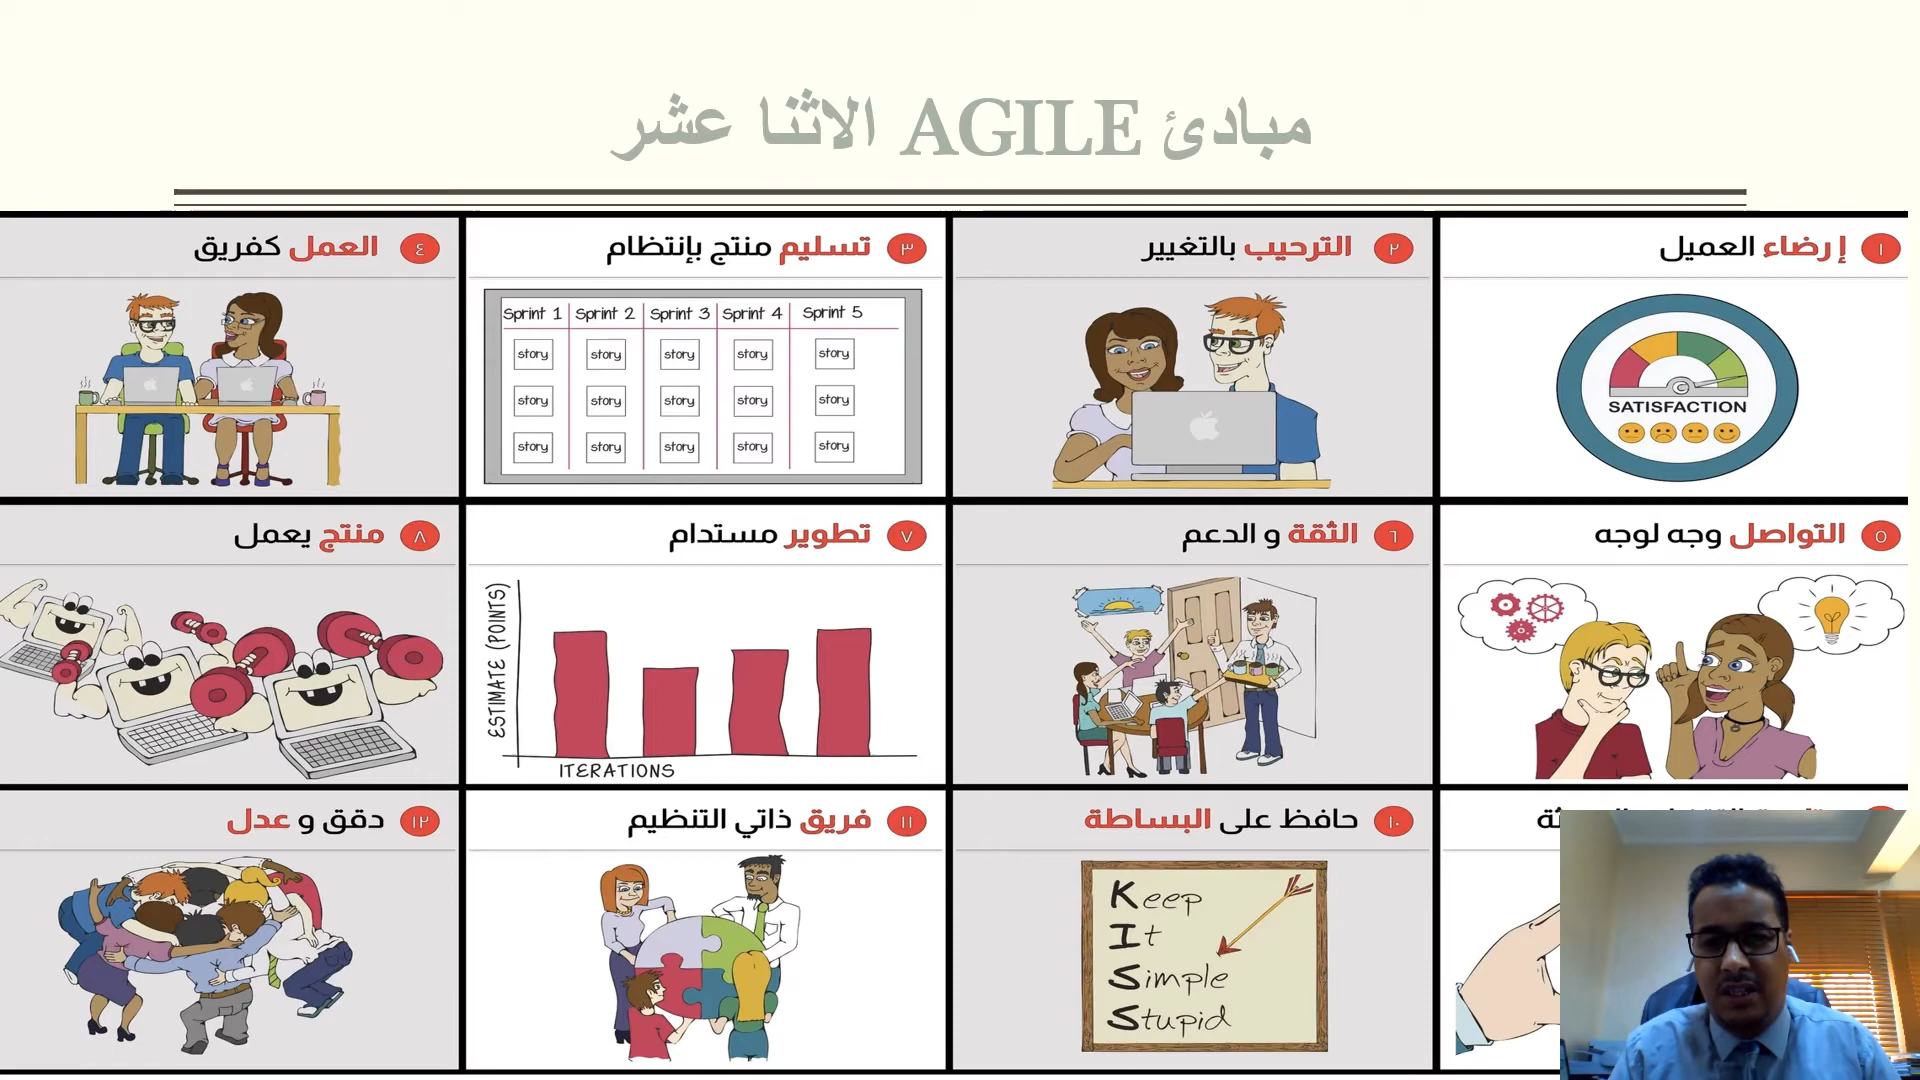 مبادئ AGILE الاثنا عشر
١ إرضاء العميل
SATISFACTION
٢ الترحيب بالتغيير
٣ تسليم منتج بإنتظام
Sprint 1 Sprint 2 Sprint 3 Sprint 4 Sprint 5
story story story story story
story story story story story
story story story story story
٤ العمل كفريق
٥ التواصل وجه لوجه
٦ الثقة و الدعم
٧ تطوير مستدام
ESTIMATE (POINTS)
ITERATIONS
٨ منتج يعمل
١٠ حافظ على البساطة
Keep
It
Simple
Stupid
١١ فريق ذاتي التنظيم
١٢ دقق و عدل